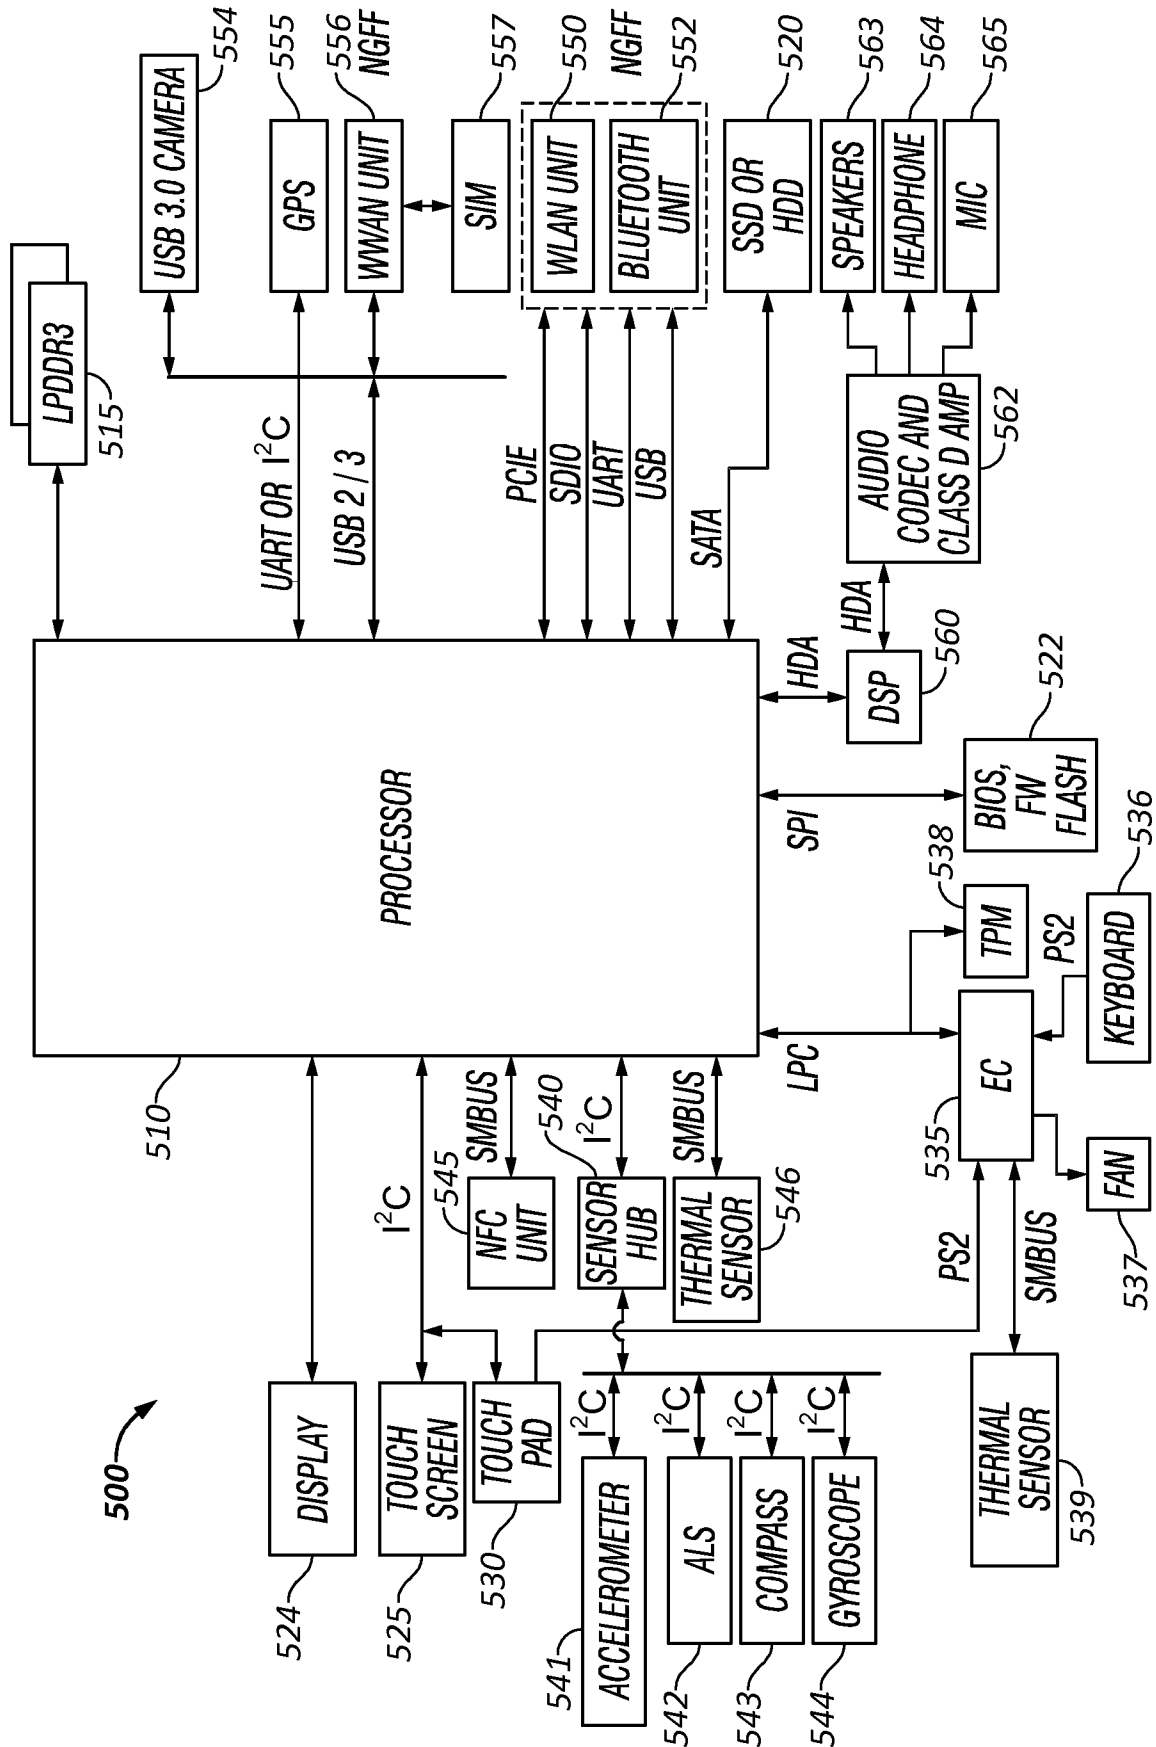 500
524
DISPLAY
525
TOUCH
SCREEN
I²C
530
TOUCH
PAD
545
NFC
UNIT
SMBUS
540
SENSOR
HUB
I²C
546
THERMAL
SENSOR
SMBUS
541
ACCELEROMETER
I²C
542
ALS
I²C
543
COMPASS
I²C
544
GYROSCOPE
I²C
539
THERMAL
SENSOR
SMBUS
PS2
537
FAN
535
EC
LPC
536
KEYBOARD
PS2
538
TPM
510
PROCESSOR
SPI
522
BIOS,
FW
FLASH
HDA
560
DSP
HDA
562
AUDIO
CODEC AND
CLASS D AMP
515
LPDDR3
554
USB 3.0 CAMERA
UART OR I²C
555
GPS
USB 2 / 3
556
NGFF
WWAN UNIT
557
SIM
PCIE
SDIO
UART
USB
550
WLAN UNIT
NGFF
552
BLUETOOTH
UNIT
SATA
520
SSD OR
HDD
563
SPEAKERS
564
HEADPHONE
565
MIC